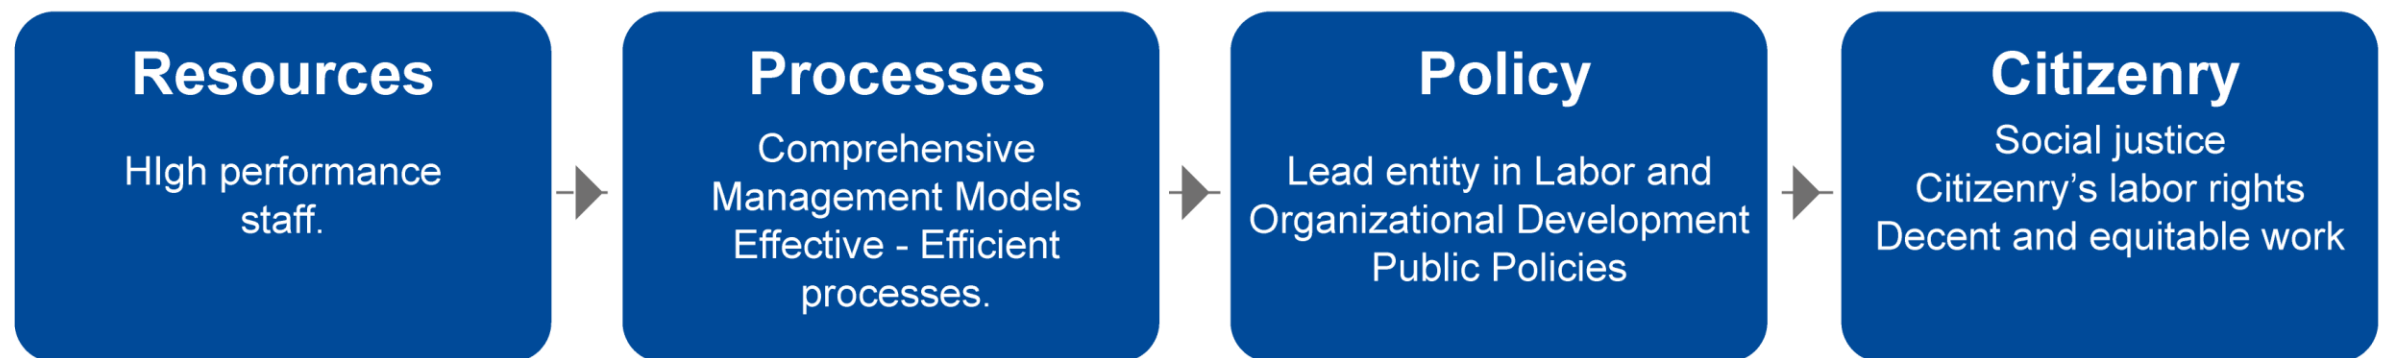 Resources
HIgh performance
staff.
Processes
Comprehensive
Management Models
Effective - Efficient
processes.
Policy
Lead entity in Labor and
Organizational Development
Public Policies
Citizenry
Social justice
Citizenry’s labor rights
Decent and equitable work